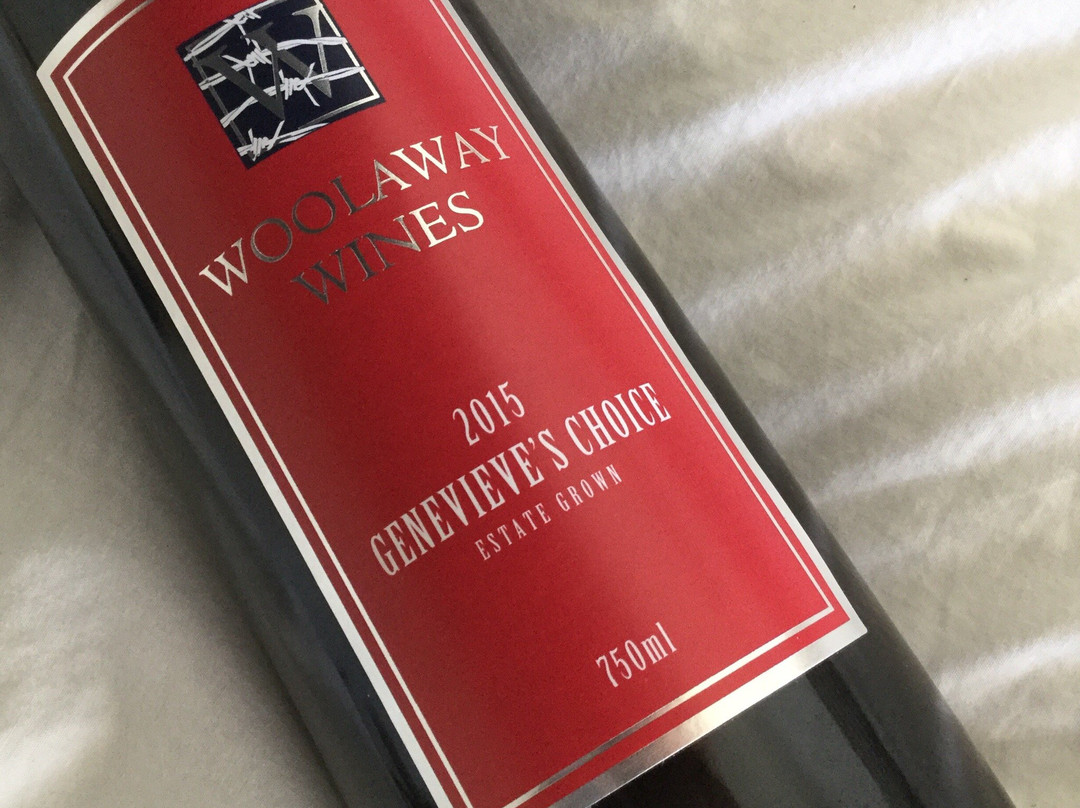 W
WOOLAWAY
WINES
2015
GENEVIEVE'S CHOICE
ESTATE GROWN
750ml